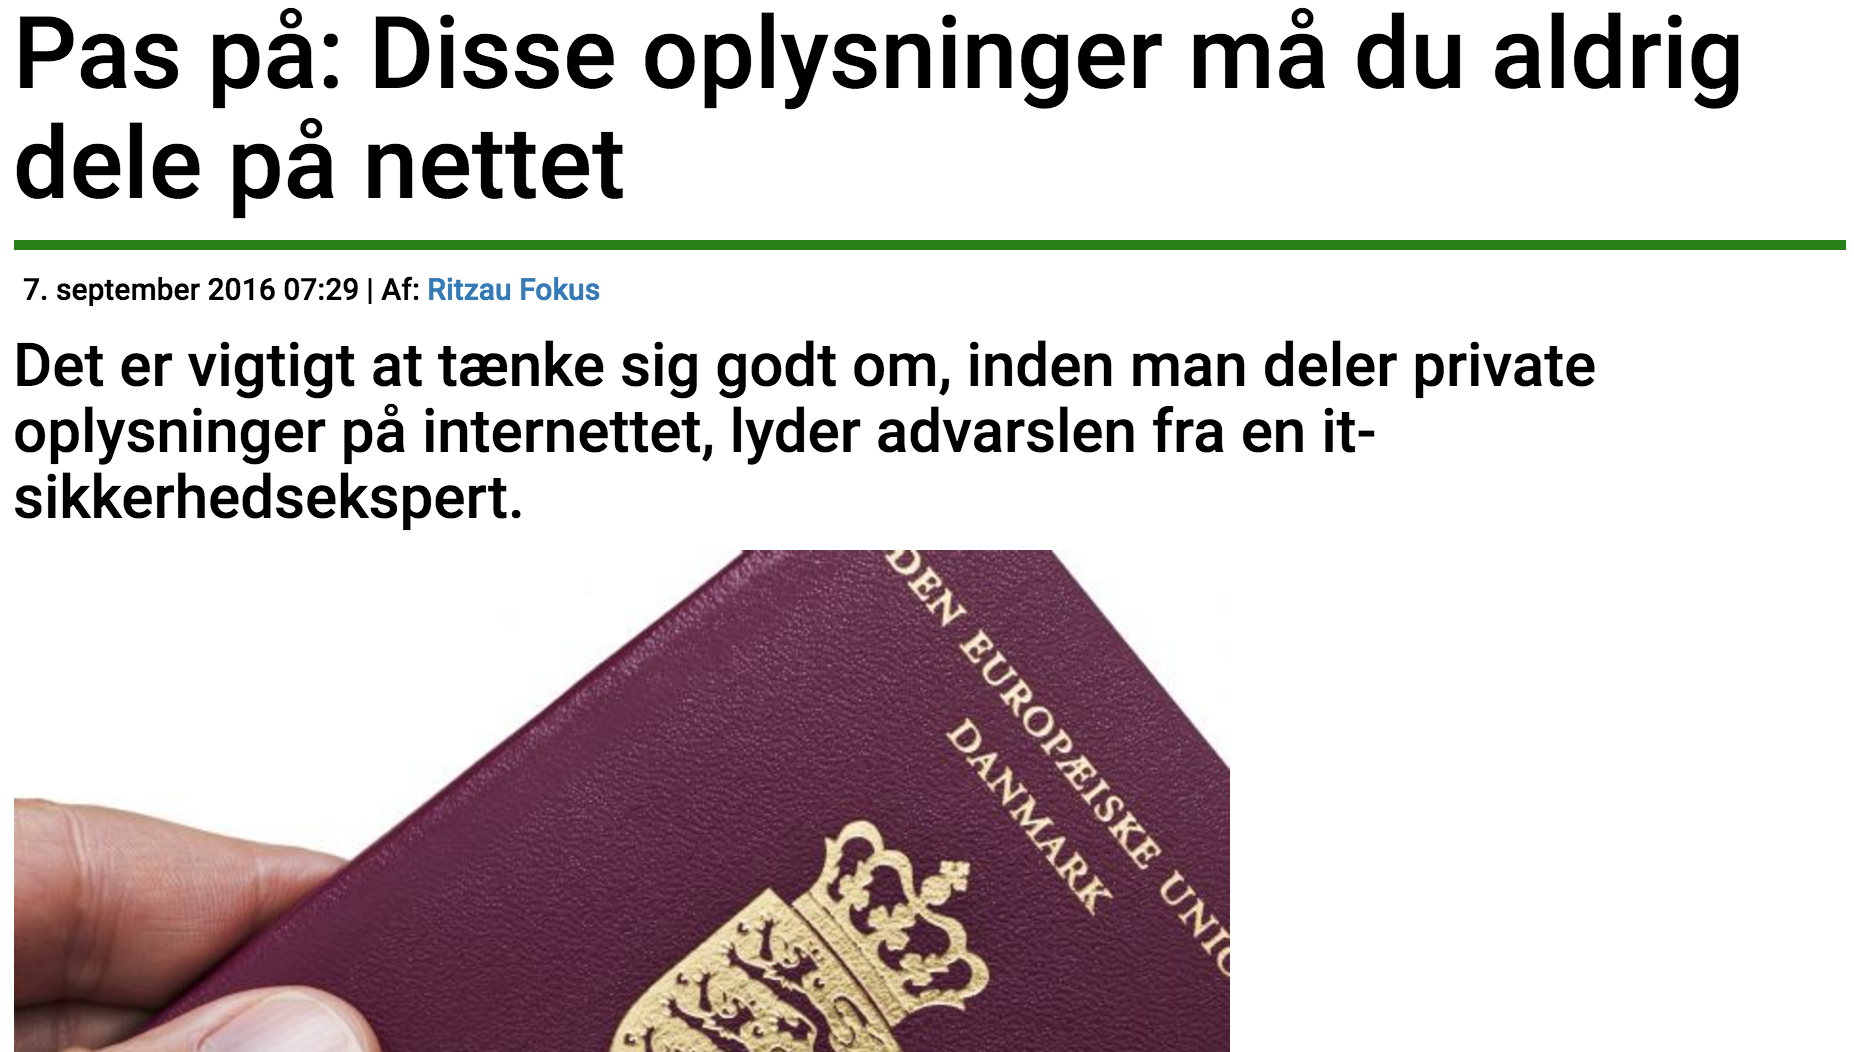 Pas på: Disse oplysninger må du aldrig
dele på nettet
7. september 2016 07:29 | Af: Ritzau Fokus
Det er vigtigt at tænke sig godt om, inden man deler private
oplysninger på internettet, lyder advarslen fra en it-
sikkerhedsekspert.
DEN EUROPÆISKE UNIO
DANMARK